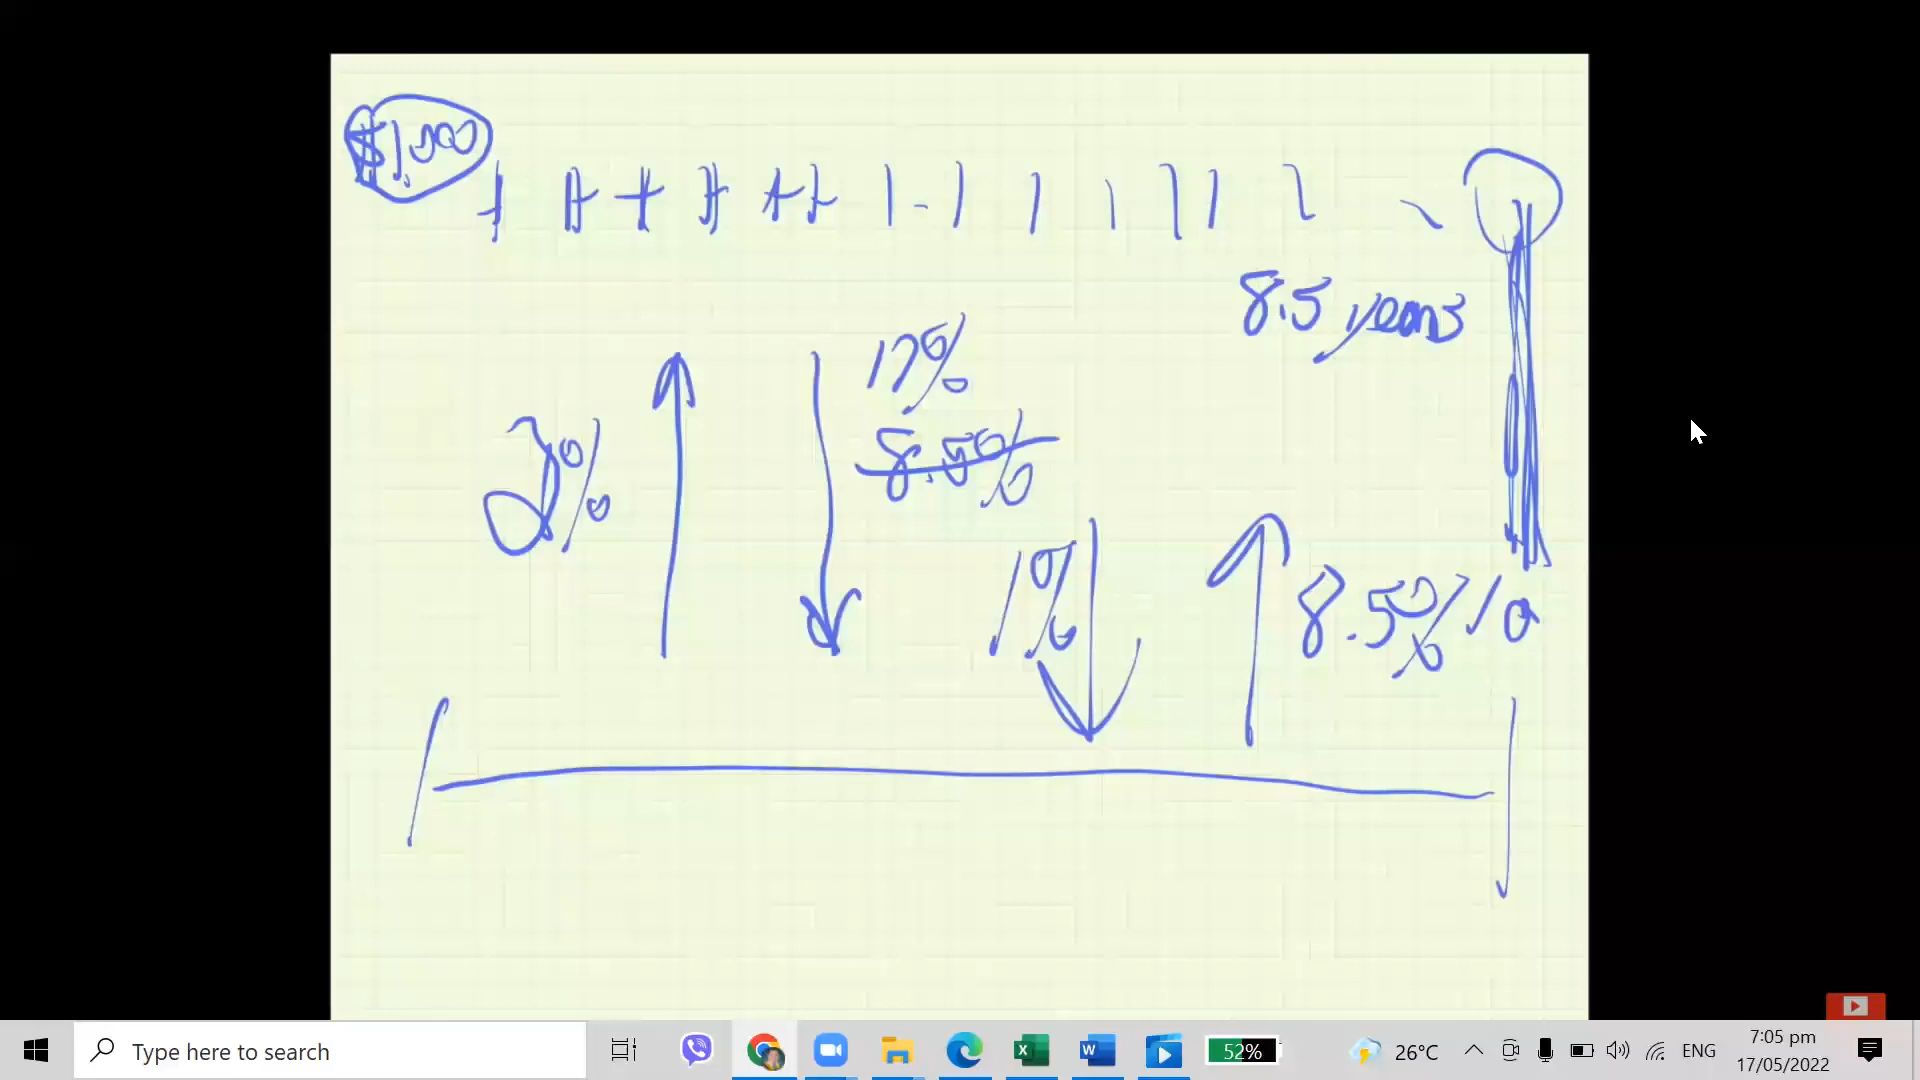 $1,000
8.5 years
17%
8.5%
2%
1%
8.5%
Type here to search
52%
26°C
ENG
7:05 pm
17/05/2022